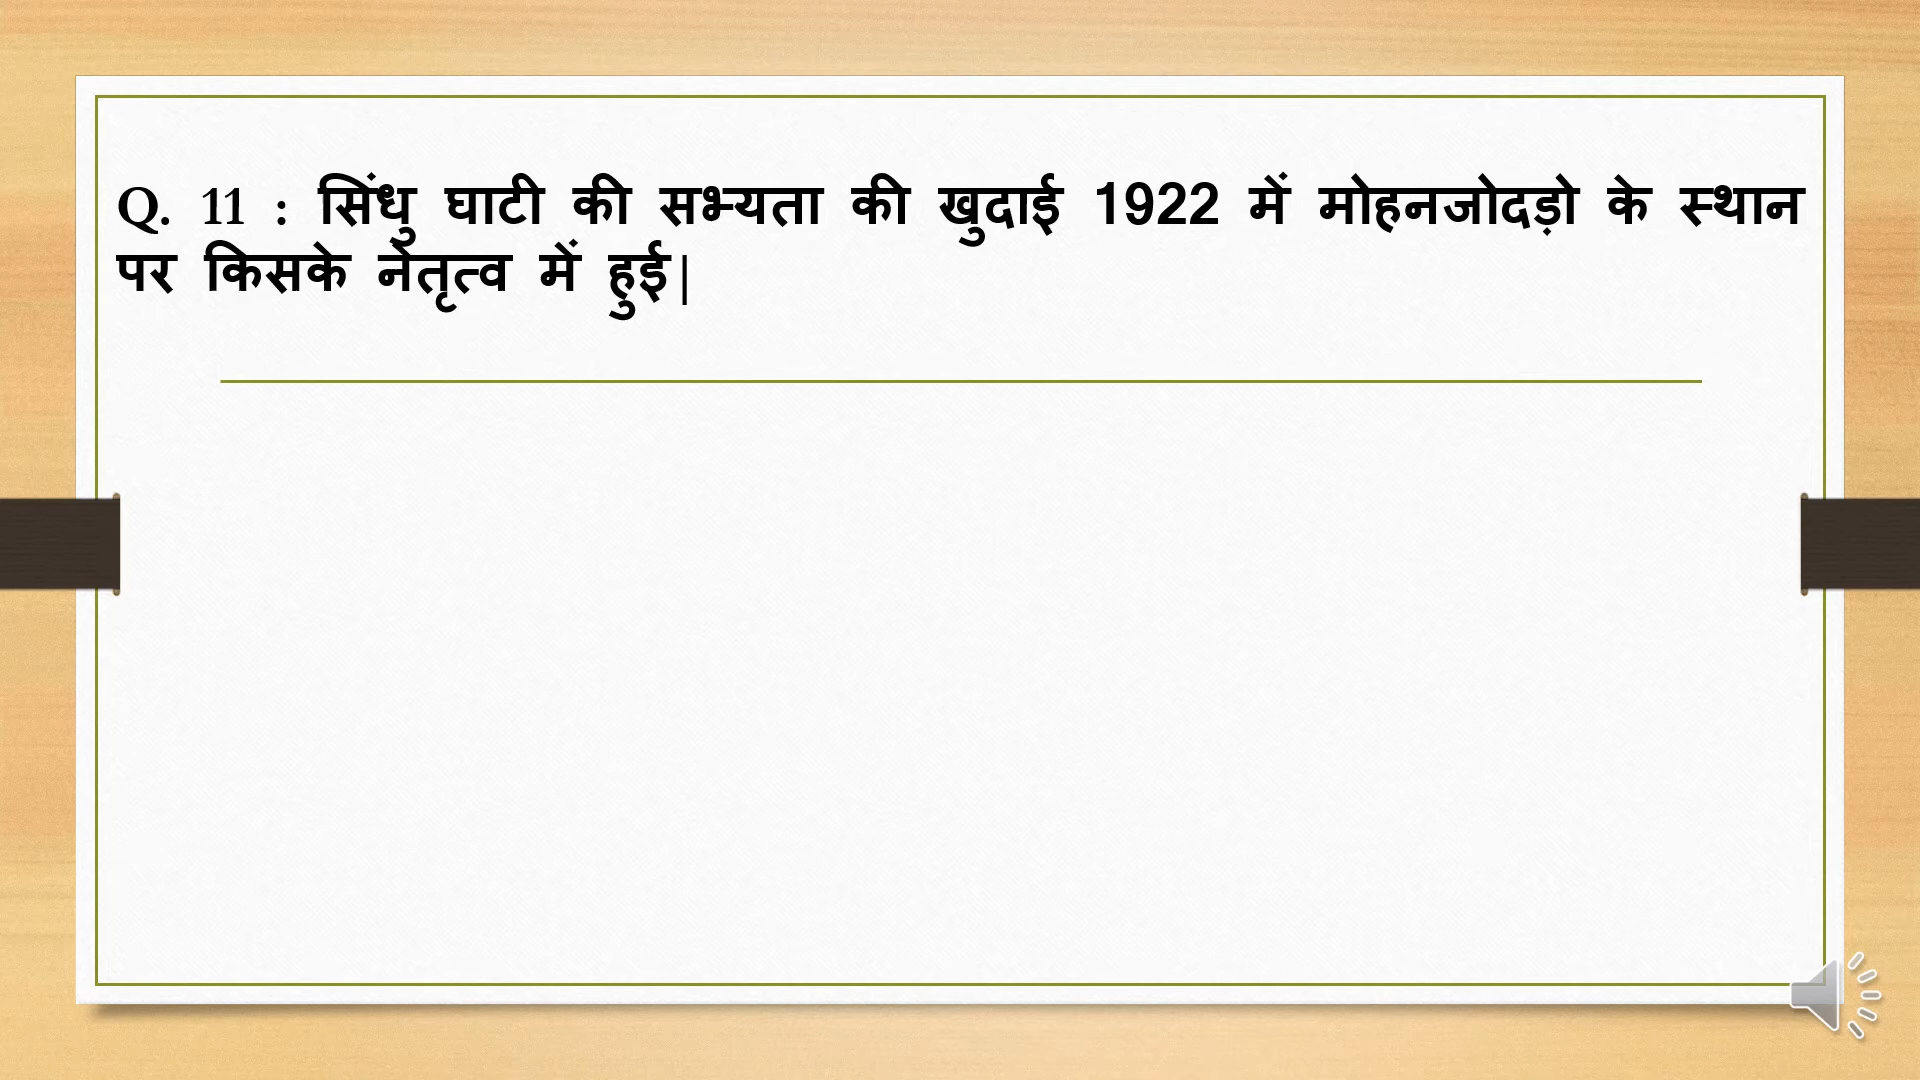 Q. 11 : सिंधु घाटी की सभ्यता की खुदाई 1922 में मोहनजोदड़ो के स्थान
पर किसके नेतृत्व में हुई|